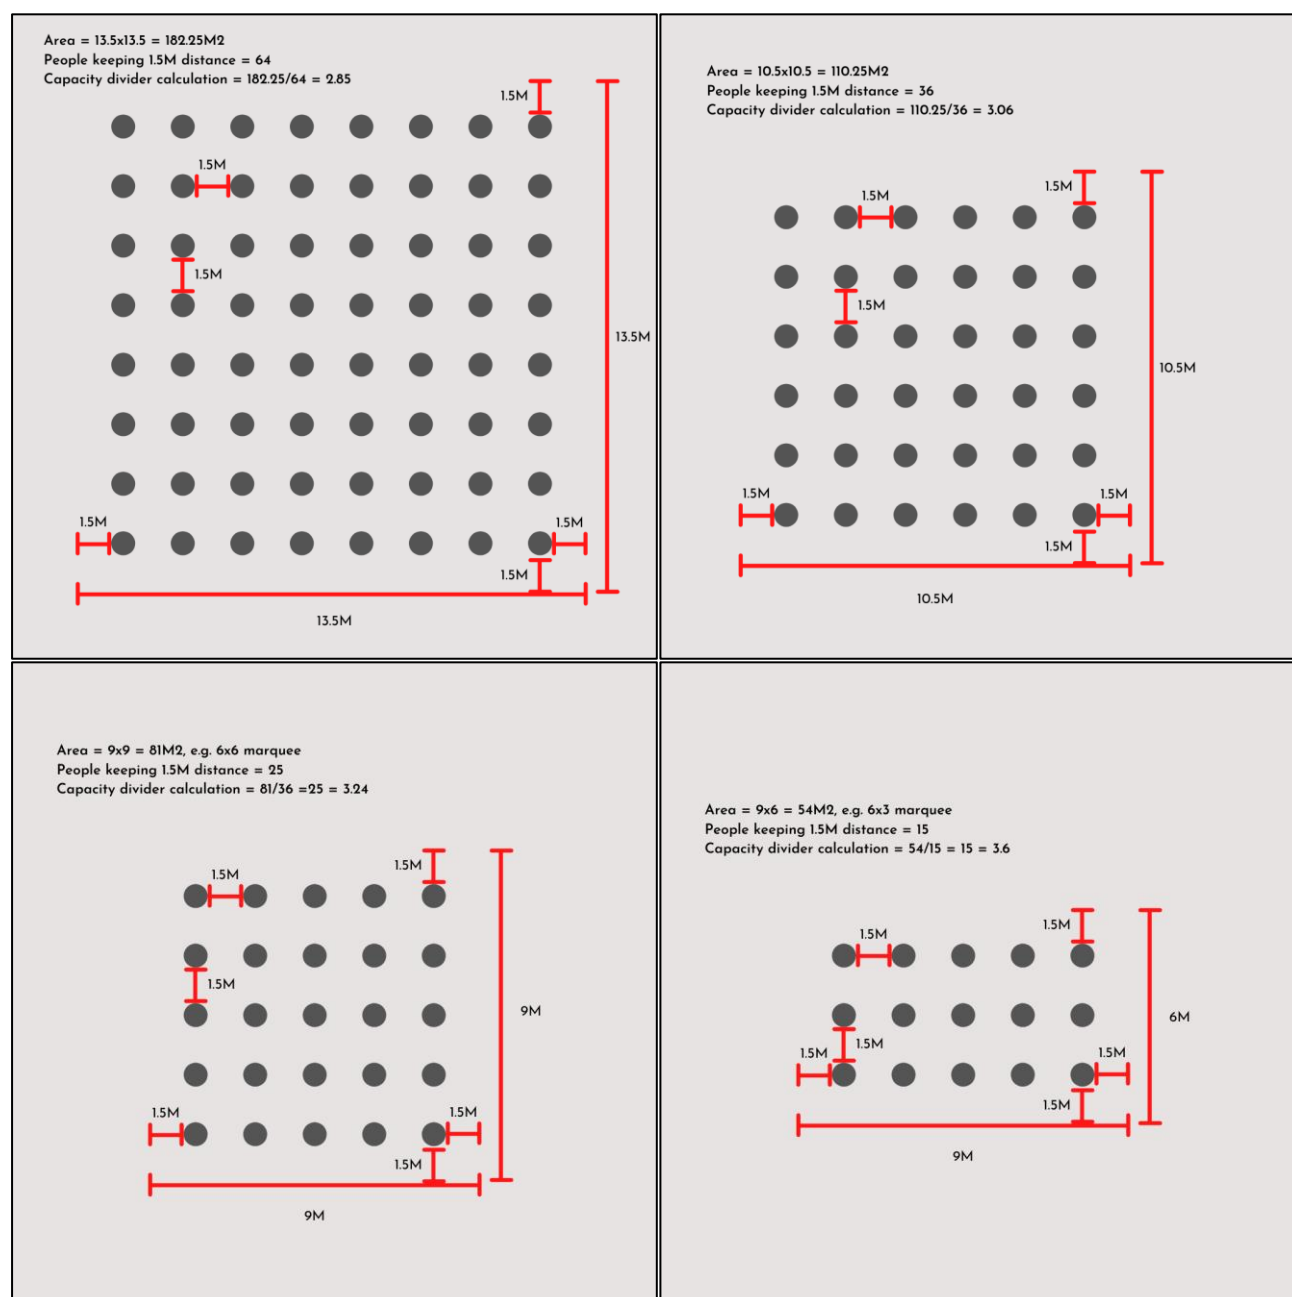 Area = 13.5x13.5 = 182.25M2
People keeping 1.5M distance = 64
Capacity divider calculation = 182.25/64 = 2.85
1.5M
1.5M
1.5M
13.5M
1.5M
1.5M
1.5M
13.5M
Area = 10.5x10.5 = 110.25M2
People keeping 1.5M distance = 36
Capacity divider calculation = 110.25/36 = 3.06
1.5M
1.5M
1.5M
10.5M
1.5M
1.5M
1.5M
10.5M
Area = 9x9 = 81M2, e.g. 6x6 marquee
People keeping 1.5M distance = 25
Capacity divider calculation = 81/36 =25 = 3.24
1.5M
1.5M
1.5M
9M
1.5M
1.5M
1.5M
9M
Area = 9x6 = 54M2, e.g. 6x3 marquee
People keeping 1.5M distance = 15
Capacity divider calculation = 54/15 = 15 = 3.6
1.5M
1.5M
6M
1.5M
1.5M
1.5M
1.5M
9M